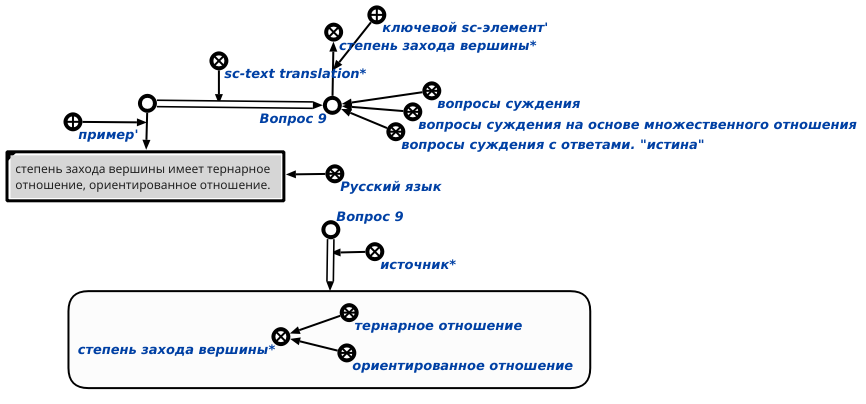 ключевой sc-элемент'
степень захода вершины*
sc-text translation*
вопросы суждения
Вопрос 9
вопросы суждения на основе множественного отношения
пример'
вопросы суждения с ответами. "истина"
степень захода вершины имеет тернарное
отношение, ориентированное отношение.
Русский язык
Вопрос 9
источник*
тернарное отношение
степень захода вершины*
ориентированное отношение